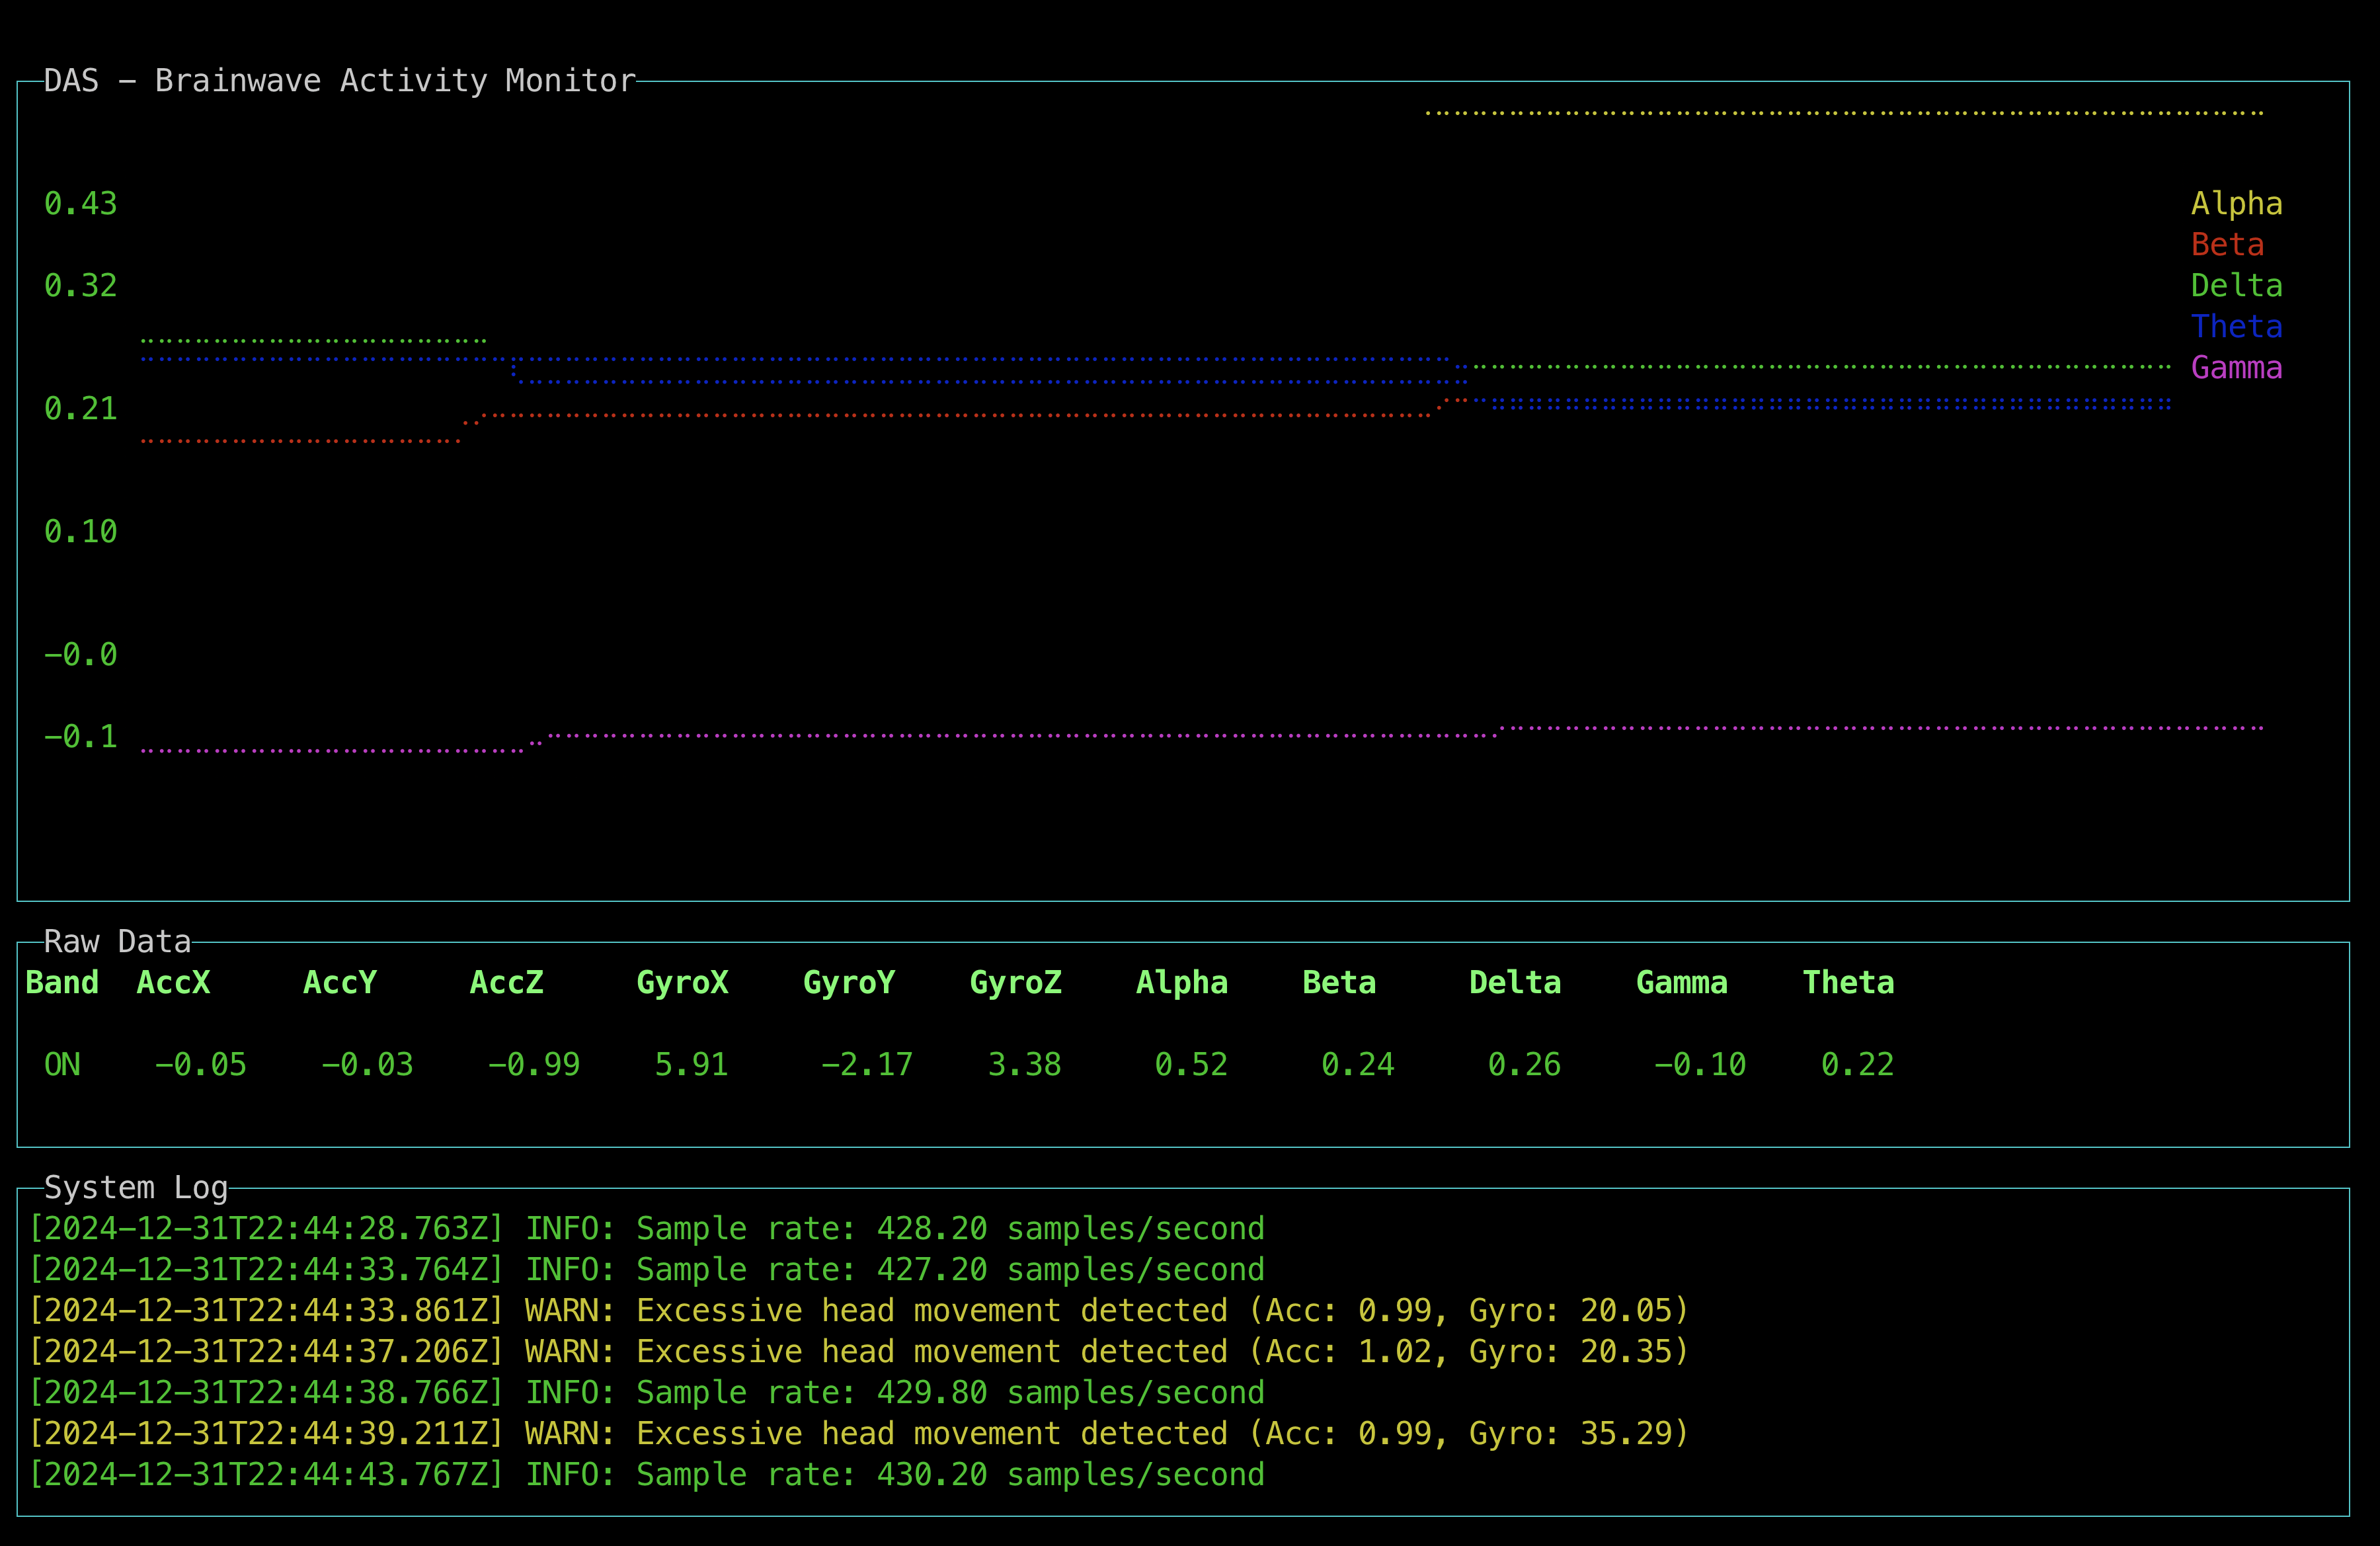 DAS – Brainwave Activity Monitor
0.43 Alpha
Beta
0.32 Delta
Theta
Gamma
0.21
0.10
–0.0
–0.1
Raw Data
Band AccX AccY AccZ GyroX GyroY GyroZ Alpha Beta Delta Gamma Theta
ON –0.05 –0.03 –0.99 5.91 –2.17 3.38 0.52 0.24 0.26 –0.10 0.22
System Log
[2024–12–31T22:44:28.763Z] INFO: Sample rate: 428.20 samples/second
[2024–12–31T22:44:33.764Z] INFO: Sample rate: 427.20 samples/second
[2024–12–31T22:44:33.861Z] WARN: Excessive head movement detected (Acc: 0.99, Gyro: 20.05)
[2024–12–31T22:44:37.206Z] WARN: Excessive head movement detected (Acc: 1.02, Gyro: 20.35)
[2024–12–31T22:44:38.766Z] INFO: Sample rate: 429.80 samples/second
[2024–12–31T22:44:39.211Z] WARN: Excessive head movement detected (Acc: 0.99, Gyro: 35.29)
[2024–12–31T22:44:43.767Z] INFO: Sample rate: 430.20 samples/second